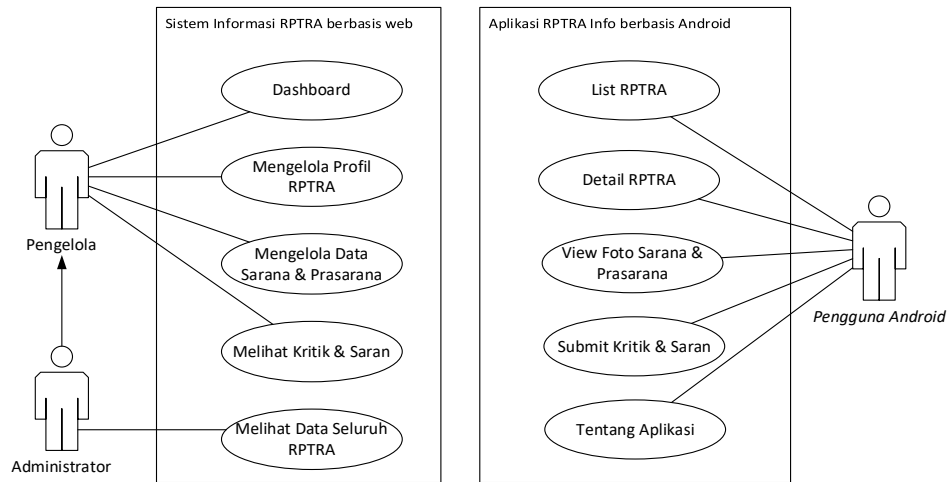 Sistem Informasi RPTRA berbasis web
Dashboard
Mengelola Profil
RPTRA
Mengelola Data
Sarana & Prasarana
Melihat Kritik & Saran
Melihat Data Seluruh
RPTRA
Pengelola
Administrator
Aplikasi RPTRA Info berbasis Android
List RPTRA
Detail RPTRA
View Foto Sarana &
Prasarana
Submit Kritik & Saran
Tentang Aplikasi
Pengguna Android